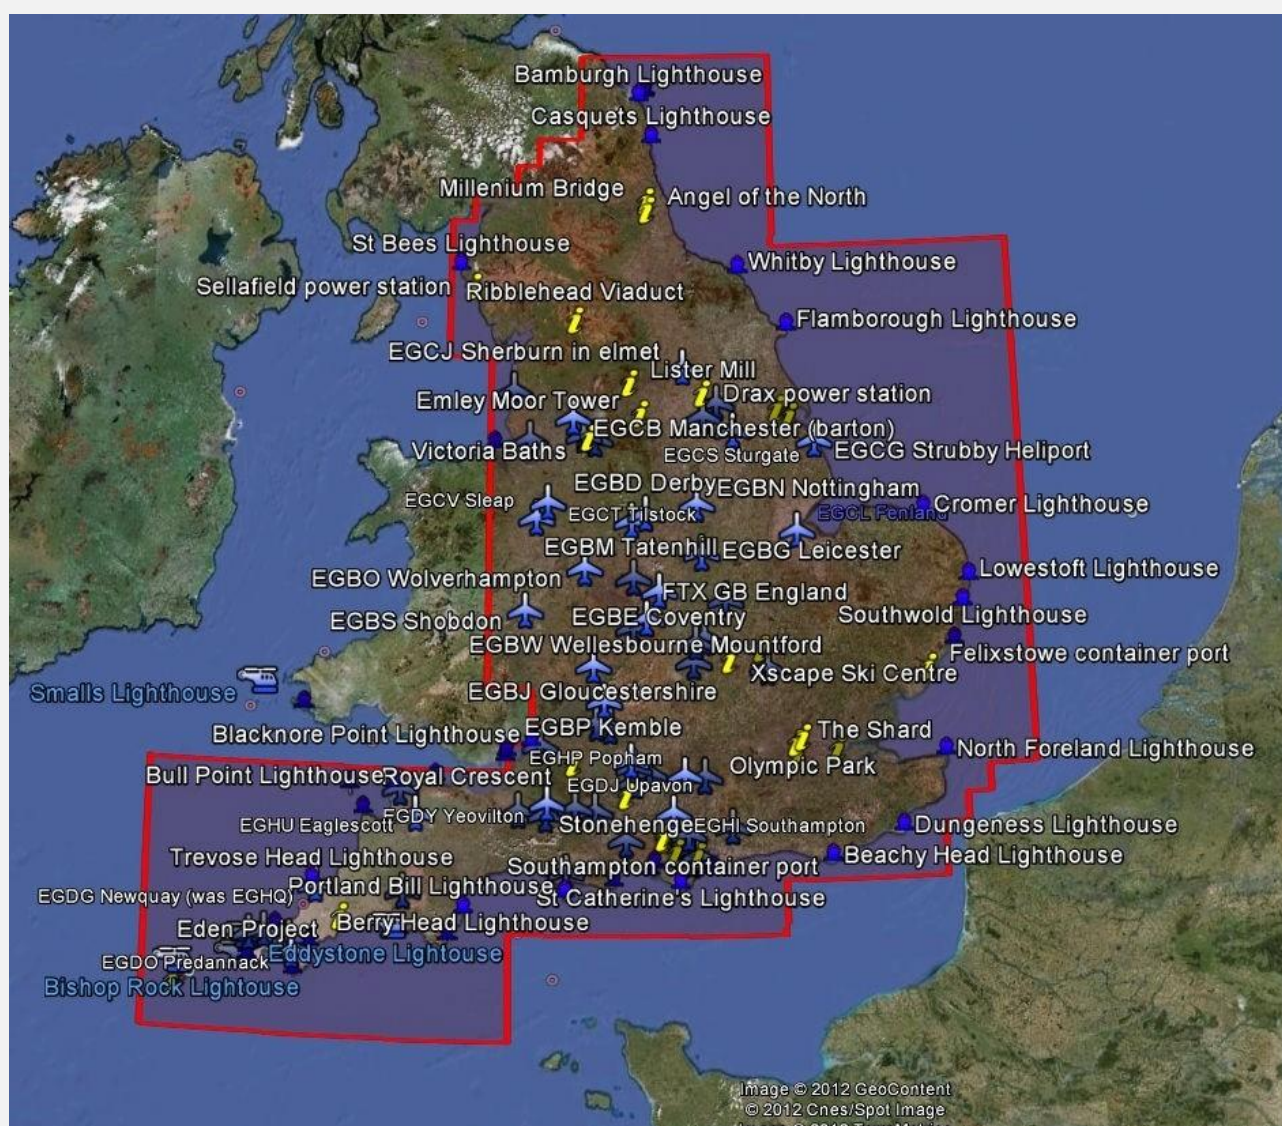 Bamburgh Lighthouse
Casquets Lighthouse
Millenium Bridge
Angel of the North
St Bees Lighthouse
Whitby Lighthouse
Sellafield power station
Ribblehead Viaduct
Flamborough Lighthouse
EGCJ Sherburn in elmet
Lister Mill
Drax power station
Emley Moor Tower
EGCB Manchester (barton)
Victoria Baths
EGCS Sturgate
EGCG Strubby Heliport
EGBD Derby
EGBN Nottingham
EGCV Sleap
EGCT Tilstock
EGCL Fenland
Cromer Lighthouse
EGBM Tatenhill
EGBG Leicester
EGBO Wolverhampton
Lowestoft Lighthouse
FTX GB England
EGBS Shobdon
EGBE Coventry
Southwold Lighthouse
EGBW Wellesbourne Mountford
Felixstowe container port
Xscape Ski Centre
Smalls Lighthouse
EGBJ Gloucestershire
Blacknore Point Lighthouse
EGBP Kemble
The Shard
North Foreland Lighthouse
EGHP Popham
Olympic Park
Bull Point Lighthouse
Royal Crescent
EGDJ Upavon
EGHU Eaglescott
EGDY Yeovilton
Stonehenge
EGHI Southampton
Dungeness Lighthouse
Trevose Head Lighthouse
Southampton container port
Beachy Head Lighthouse
EGDG Newquay (was EGHQ)
Portland Bill Lighthouse
St Catherine's Lighthouse
Eden Project
Berry Head Lighthouse
EGDO Predannack
Eddystone Lightouse
Bishop Rock Lightouse
Image © 2012 GeoContent
© 2012 Cnes/Spot Image